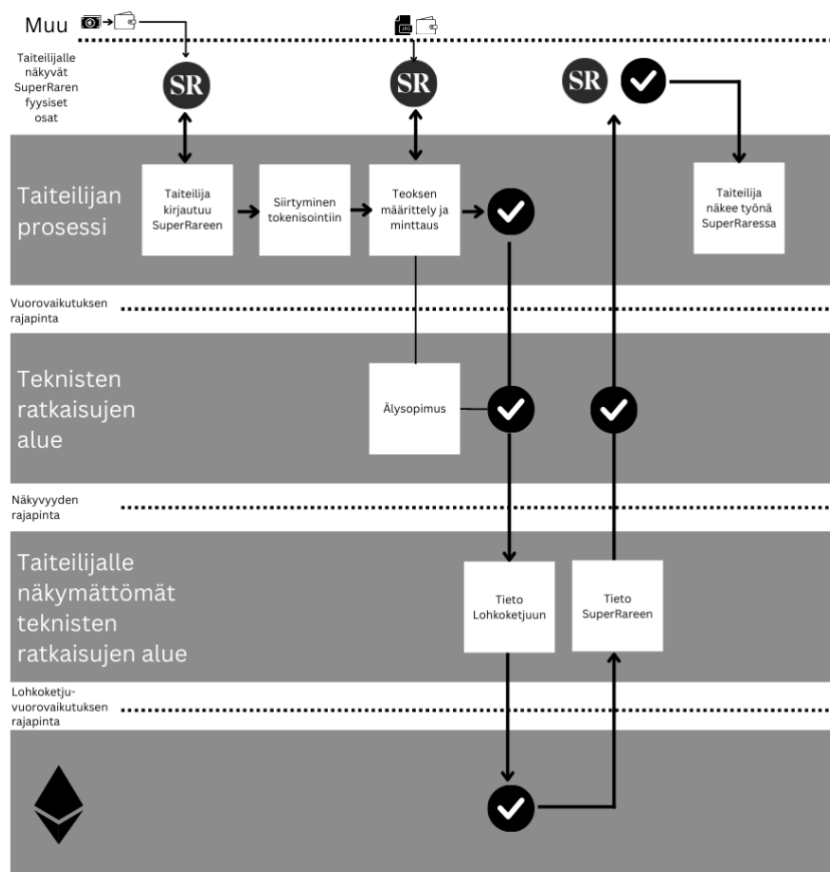 Muu
Taiteilijalle
näkyvät
SuperRaren
fyysiset
osat
SR
SR
SR
Taiteilijan
prosessi
Taiteilija
kirjautuu
SuperRareen
Siirtyminen
tokenisointiin
Teoksen
määrittely ja
minttaus
Taiteilija
näkee työnä
SuperRaressa
Vuorovaikutuksen
rajapinta
Teknisten
ratkaisujen
alue
Älysopimus
Näkyvyyden
rajapinta
Taiteilijalle
näkymättömät
teknisten
ratkaisujen alue
Tieto
Lohkoketjuun
Tieto
SuperRareen
Lohkoketju-
vuorovaikutuksen
rajapinta